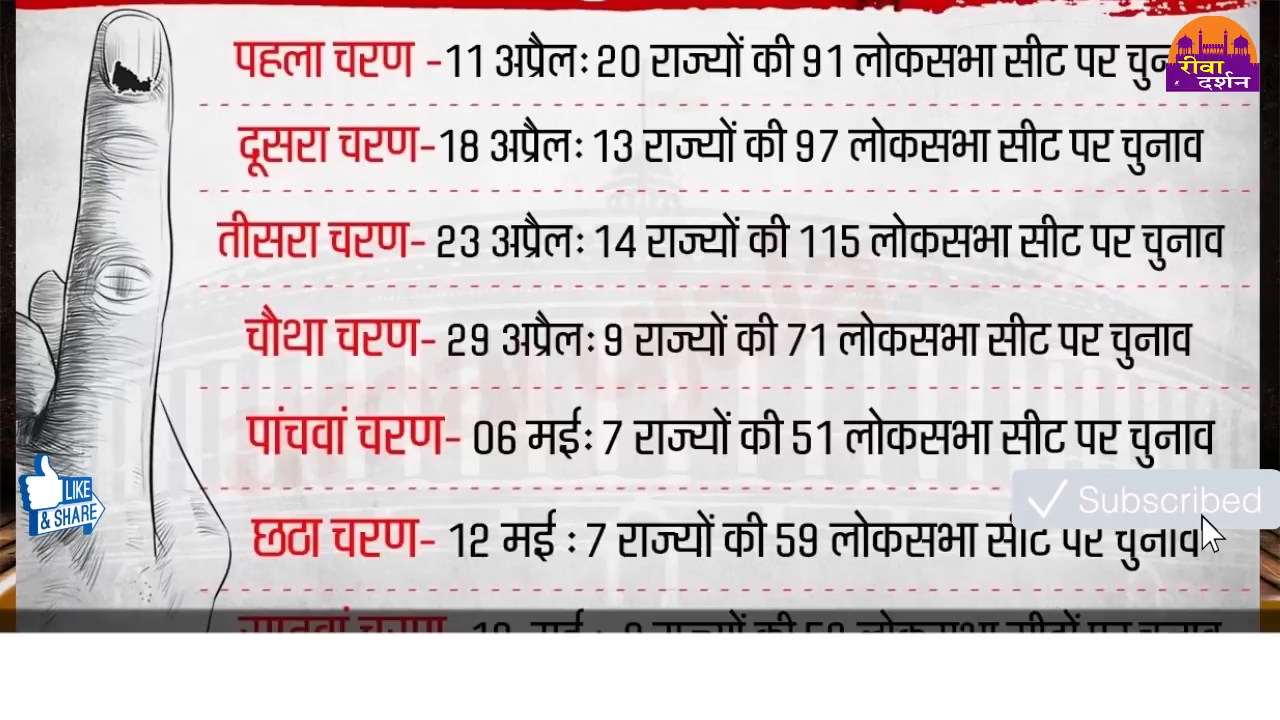 पहला चरण -11 अप्रैल: 20 राज्यों की 91 लोकसभा सीट पर
रीवा
दर्शन
दूसरा चरण-18 अप्रैल: 13 राज्यों की 97 लोकसभा सीट पर चुनाव
तीसरा चरण- 23 अप्रैल: 14 राज्यों की 115 लोकसभा सीट पर चुनाव
चौथा चरण- 29 अप्रैल: 9 राज्यों की 71 लोकसभा सीट पर चुनाव
पांचवां चरण- 06 मई: 7 राज्यों की 51 लोकसभा सीट पर चुनाव
LIKE
& SHARE
Subscribed
छठा चरण- 12 मई : 7 राज्यों की 59 लोकसभा सीट पर चुनाव